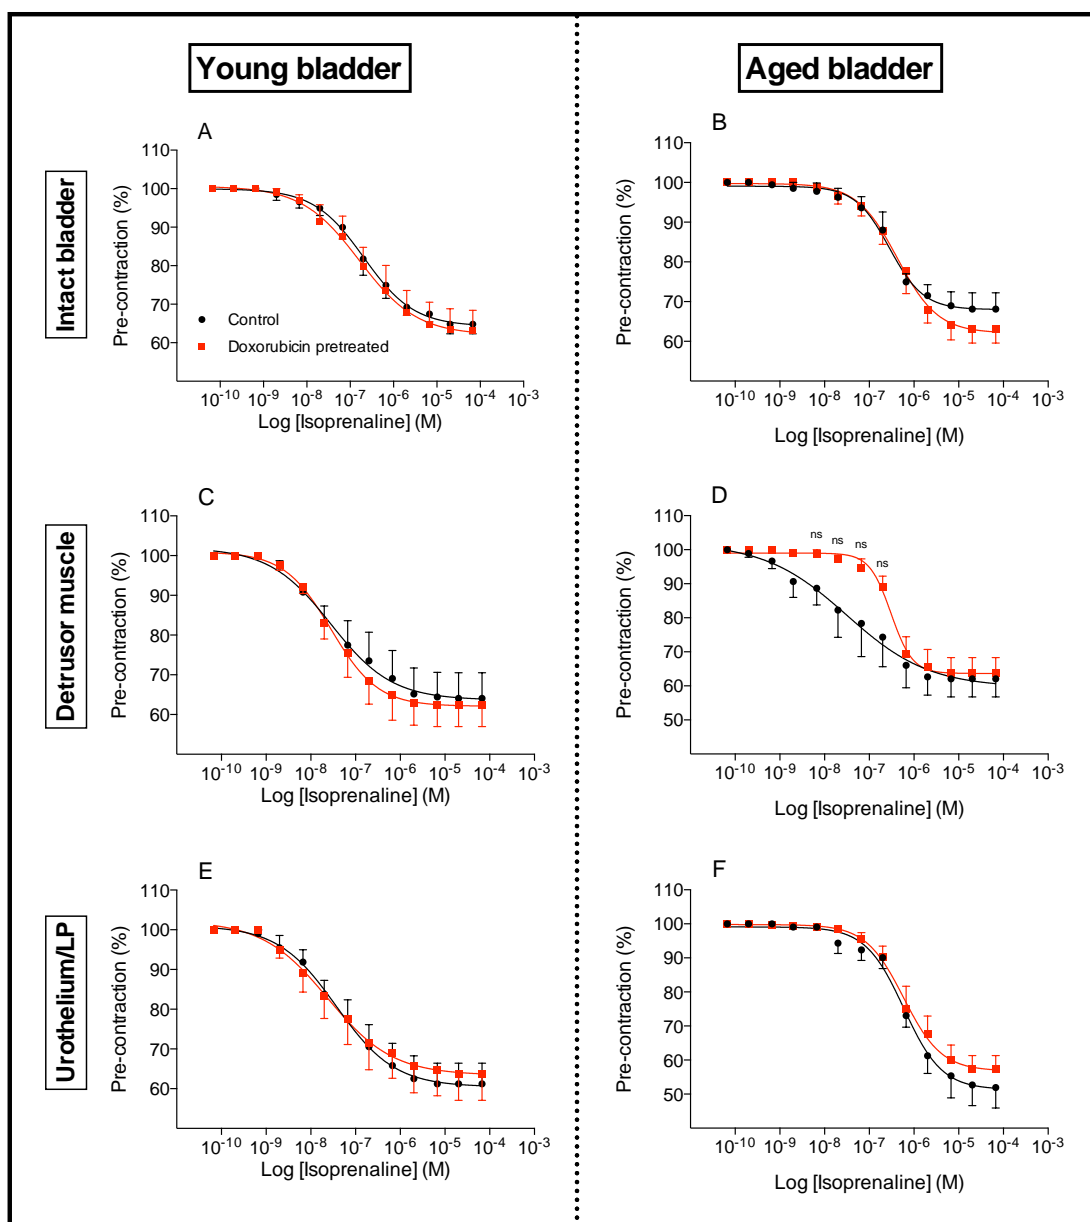 Young bladder
Aged bladder
Intact bladder
A
110
100
90
80
70
60
Pre-contraction (%)
Control
Doxorubicin pretreated
10-10 10-9 10-8 10-7 10-6 10-5 10-4 10-3
Log [Isoprenaline] (M)
B
110
100
90
80
70
60
Pre-contraction (%)
10-10 10-9 10-8 10-7 10-6 10-5 10-4 10-3
Log [Isoprenaline] (M)
Detrusor muscle
C
110
100
90
80
70
60
Pre-contraction (%)
10-10 10-9 10-8 10-7 10-6 10-5 10-4 10-3
Log [Isoprenaline] (M)
D
110
100
90
80
70
60
50
Pre-contraction (%)
ns ns ns ns
10-10 10-9 10-8 10-7 10-6 10-5 10-4 10-3
Log [Isoprenaline] (M)
Urothelium/LP
E
110
100
90
80
70
60
Pre-contraction (%)
10-10 10-9 10-8 10-7 10-6 10-5 10-4 10-3
Log [Isoprenaline] (M)
F
110
100
90
80
70
60
50
Pre-contraction (%)
10-10 10-9 10-8 10-7 10-6 10-5 10-4 10-3
Log [Isoprenaline] (M)